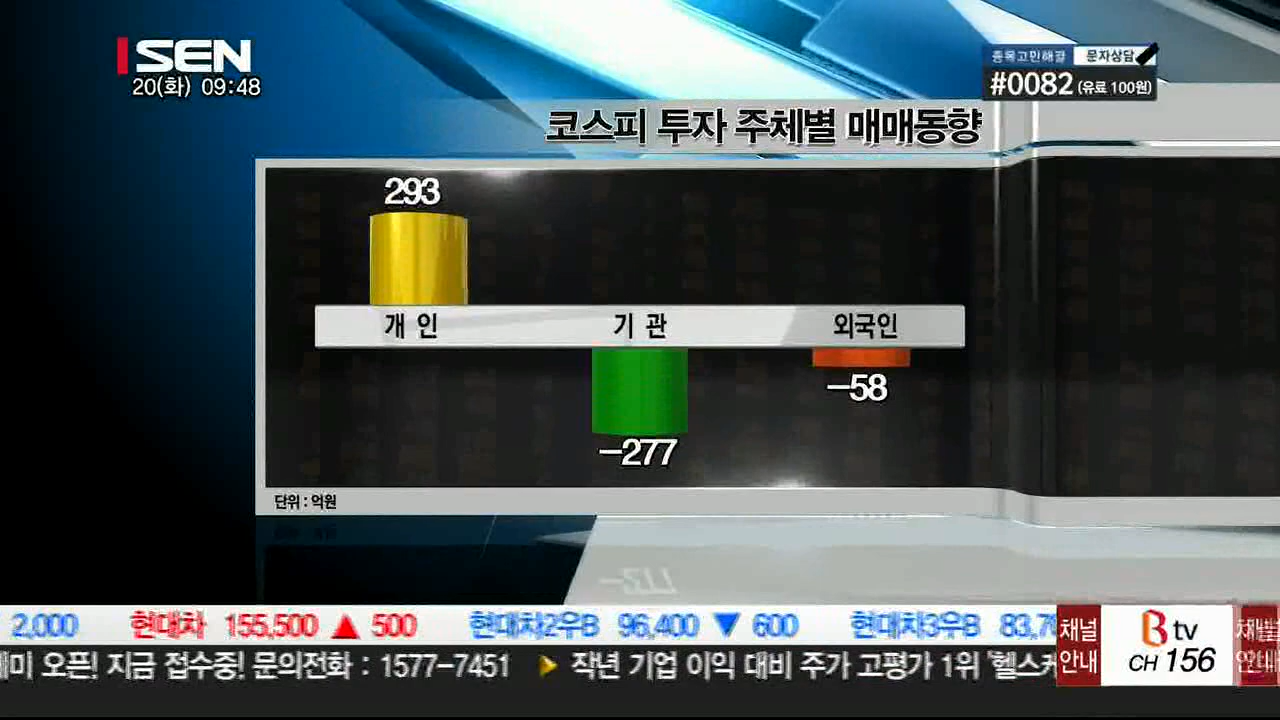 SEN
20(화) 09:48
종목고민해결 문자상담
#0082 (유료 100원)
코스피 투자 주체별 매매동향
293
개 인 기 관 외국인
-277
-58
단위 : 억원
2,000 현대차 155,500 ▲ 500 현대차2우B 96,400 ▼ 600 현대차3우B
오픈! 지금 접수중! 문의전화 : 1577-7451 ▶ 작년 기업 이익 대비 주가 고평가 1위
채널
안내
B tv
CH 156
채널
안내